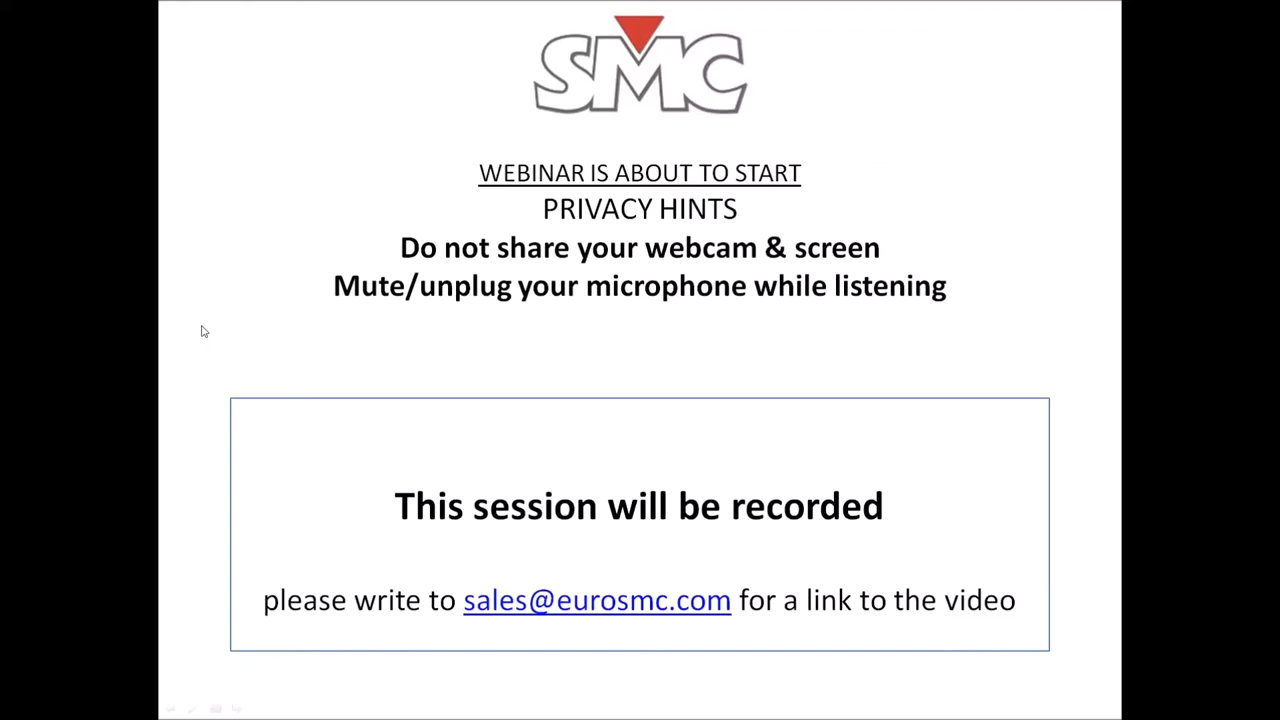 SMC
WEBINAR IS ABOUT TO START
PRIVACY HINTS
Do not share your webcam & screen
Mute/unplug your microphone while listening
This session will be recorded
please write to sales@eurosmc.com for a link to the video